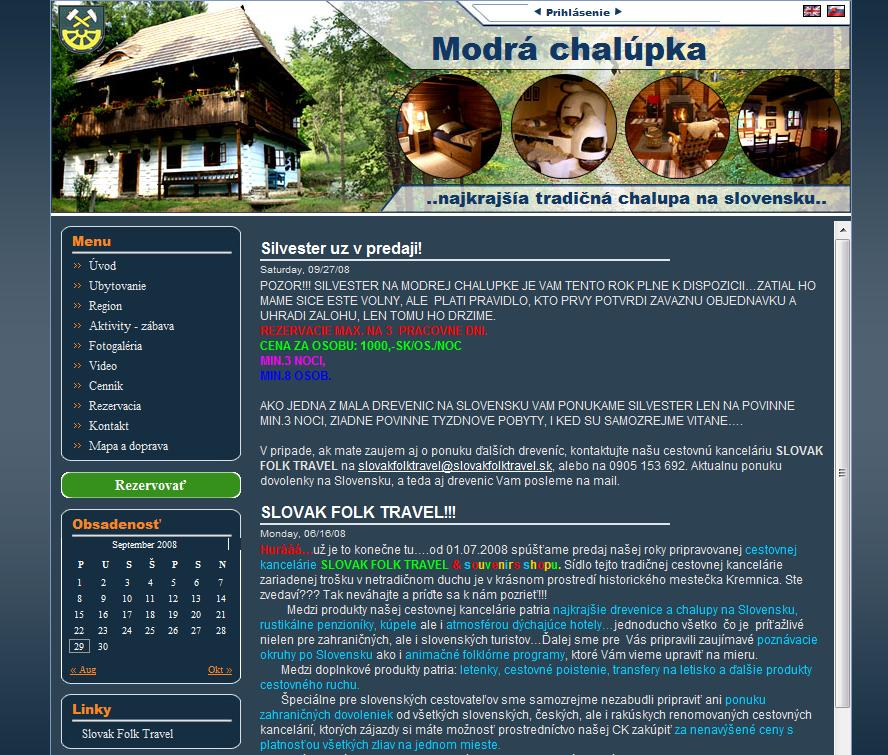 Prihlásenie
Modrá chalúpka
..najkrajšia tradičná chalupa na slovensku..
Menu
Úvod
Ubytovanie
Region
Aktivity - zábava
Fotogaléria
Video
Cenník
Rezervacia
Kontakt
Mapa a doprava
Rezervovať
Obsadenosť
September 2008
P U S Š P S N
1 2 3 4 5 6 7
8 9 10 11 12 13 14
15 16 17 18 19 20 21
22 23 24 25 26 27 28
29 30
« Aug Okt »
Linky
Slovak Folk Travel
Silvester uz v predaji!
Saturday, 09/27/08
POZOR!!! SILVESTER NA MODREJ CHALUPKE JE VAM TENTO ROK PLNE K DISPOZICII...ZATIAL HO
MAME SICE ESTE VOLNY, ALE PLATI PRAVIDLO, KTO PRVY POTVRDI ZAVAZNU OBJEDNAVKU A
UHRADI ZALOHU, LEN TOMU HO DRZIME.
REZERVACIE MAX. NA 3 PRACOVNE DNI.
CENA ZA OSOBU: 1000,-SK/OS./NOC
MIN.3 NOCI,
MIN.8 OSOB.
AKO JEDNA Z MALA DREVENIC NA SLOVENSKU VAM PONUKAME SILVESTER LEN NA POVINNE
MIN.3 NOCI, ZIADNE POVINNE TYZDNOVE POBYTY, I KED SU SAMOZREJME VITANE....
V pripade, ak mate zaujem aj o ponuku ďalších dreveníc, kontaktujte našu cestovnú kanceláriu SLOVAK
FOLK TRAVEL na slovakfolktravel@slovakfolktravel.sk, alebo na 0905 153 692. Aktualnu ponuku
dovolenky na Slovensku, a teda aj drevenic Vam posleme na mail.
SLOVAK FOLK TRAVEL!!!
Monday, 06/16/08
Hurááá...už je to konečne tu....od 01.07.2008 spúšťame predaj našej roky pripravovanej cestovnej
kancelárie SLOVAK FOLK TRAVEL & souvenirs shopu. Sídlo tejto tradičnej cestovnej kancelárie
zariadenej trošku v netradičnom duchu je v krásnom prostredí historického mestečka Kremnica. Ste
zvedaví??? Tak neváhajte a príďte sa k nám pozrieť!!!
Medzi produkty našej cestovnej kancelárie patria najkrajšie drevenice a chalupy na Slovensku,
rustikálne penzioníky, kúpele ale i atmosférou dýchajúce hotely...jednoducho všetko čo je príťažlivé
nielen pre zahraničných, ale i slovenských turistov...Ďalej sme pre Vás pripravili zaujímavé poznávacie
okruhy po Slovensku ako i animačné folklórne programy, ktoré Vám vieme upraviť na mieru.
Medzi doplnkové produkty patria: letenky, cestovné poistenie, transfery na letisko a ďalšie produkty
cestovného ruchu.
Špeciálne pre slovenských cestovateľov sme samozrejme nezabudli pripraviť ani ponuku
zahraničných dovoleniek od všetkých slovenských, českých, ale i rakúskych renomovaných cestovných
kancelárií, ktorých zájazdy si máte možnosť prostredníctvo našej CK zakúpiť za nenavýšené ceny s
platnosťou všetkých zliav na jednom mieste.